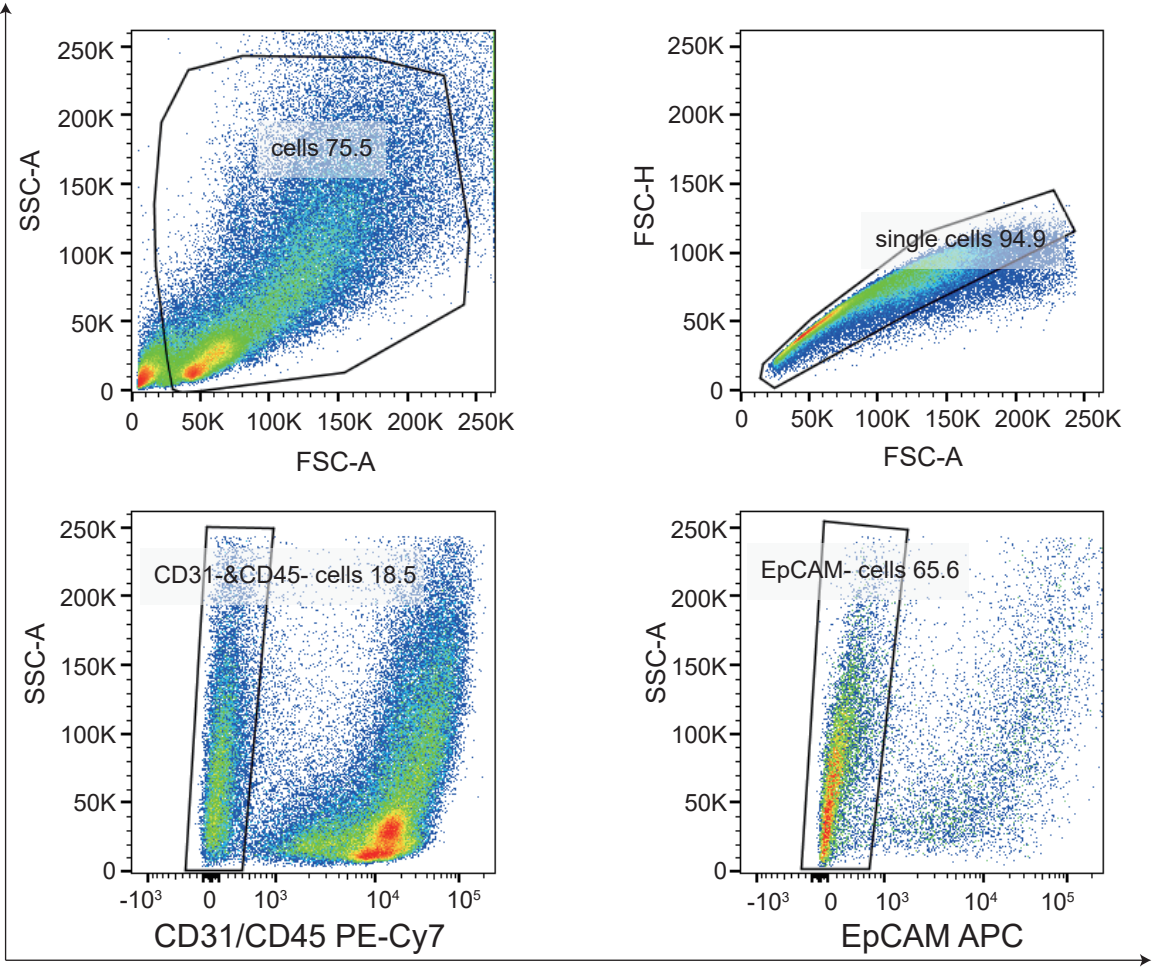 250K
200K
150K
100K
50K
0
SSC-A
cells 75.5
0 50K 100K 150K 200K 250K
FSC-A
250K
200K
150K
100K
50K
0
FSC-H
single cells 94.9
0 50K 100K 150K 200K 250K
FSC-A
250K
200K
150K
100K
50K
0
SSC-A
CD31-&CD45- cells 18.5
-10³ 0 10³ 10⁴ 10⁵
CD31/CD45 PE-Cy7
250K
200K
150K
100K
50K
0
SSC-A
EpCAM- cells 65.6
-10³ 0 10³ 10⁴ 10⁵
EpCAM APC